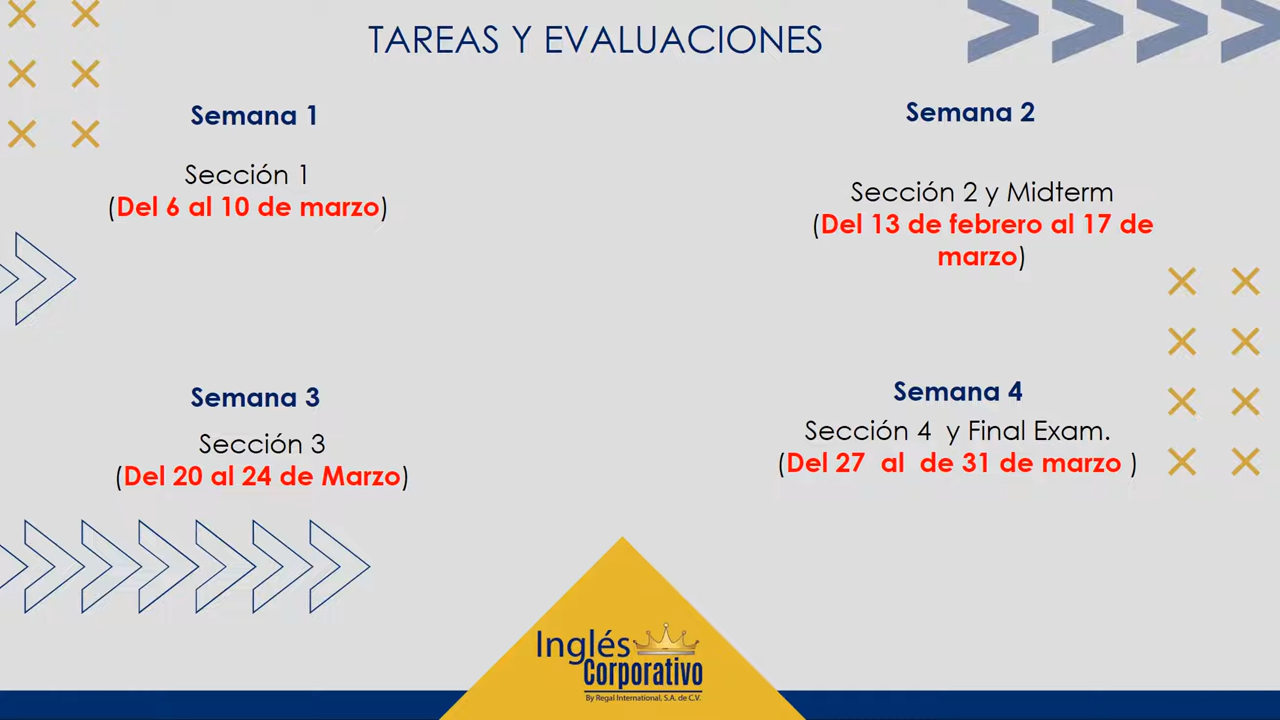 TAREAS Y EVALUACIONES
Semana 1
Sección 1
(Del 6 al 10 de marzo)
Semana 2
Sección 2 y Midterm
(Del 13 de febrero al 17 de
marzo)
Semana 3
Sección 3
(Del 20 al 24 de Marzo)
Semana 4
Sección 4 y Final Exam.
(Del 27 al de 31 de marzo )
Inglés
Corporativo
By Regal International, S.A. de C.V.